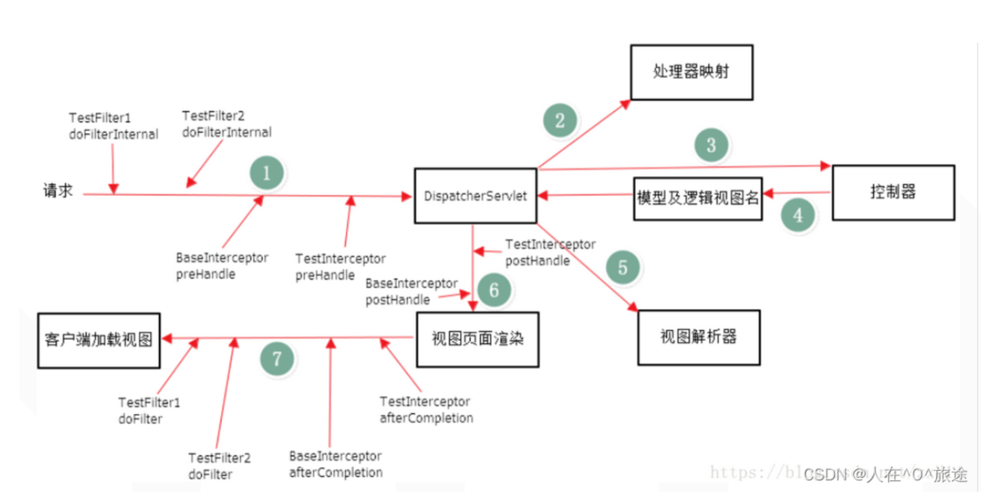 处理器映射
TestFilter1
doFilterInternal
TestFilter2
doFilterInternal
2
3
1
请求
DispatcherServlet
模型及逻辑视图名
控制器
4
BaseInterceptor
preHandle
TestInterceptor
preHandle
TestInterceptor
postHandle
BaseInterceptor
postHandle
5
6
客户端加载视图
视图页面渲染
视图解析器
7
TestFilter1
doFilter
TestInterceptor
afterCompletion
TestFilter2
doFilter
BaseInterceptor
afterCompletion
CSDN @人在^O^旅途